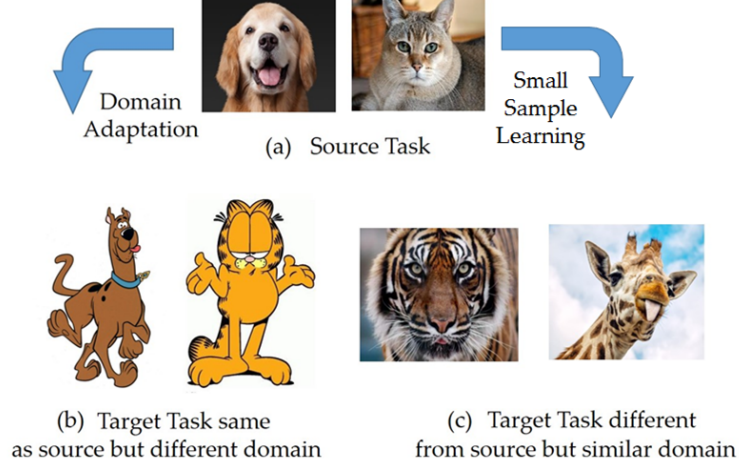 Domain
Adaptation
Small
Sample
Learning
(a) Source Task
(b) Target Task same
as source but different domain
(c) Target Task different
from source but similar domain